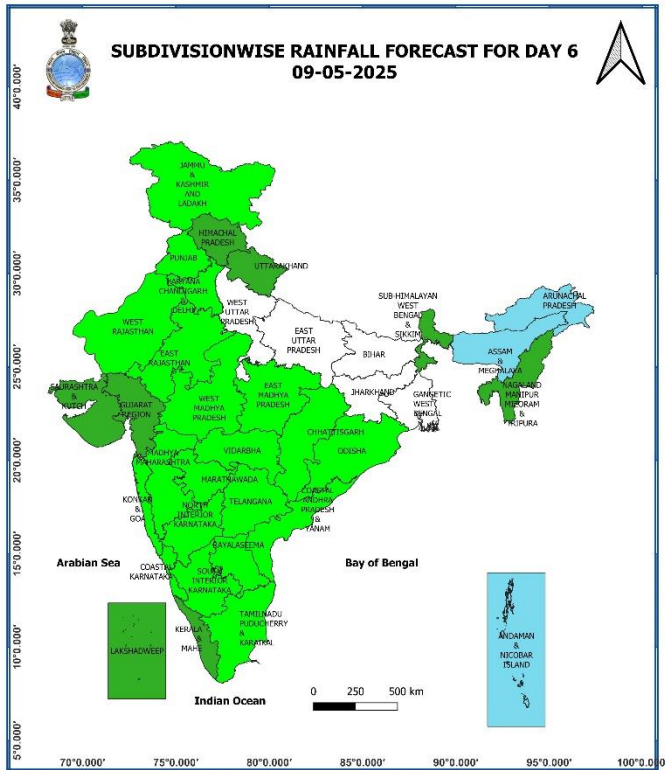 SUBDIVISIONWISE RAINFALL FORECAST FOR DAY 6
09-05-2025
40°0.000'
35°0.000'
30°0.000'
25°0.000'
20°0.000'
15°0.000'
10°0.000'
5°0.000'
JAMMU
&
KASHMIR
AND
LADAKH
HIMACHAL
PRADESH
PUNJAB
UTTARAKHAND
HARYANA
CHANDIGARH
&
DELHI
WEST
UTTAR
PRADESH
SUB-HIMALAYAN
WEST
BENGAL
&
SIKKIM
ARUNACHAL
PRADESH
WEST
RAJASTHAN
EAST
RAJASTHAN
EAST
UTTAR
PRADESH
BIHAR
ASSAM
&
MEGHALAYA
NAGALAND
MANIPUR
MIZORAM
&
TRIPURA
SAURASHTRA
&
KUTCH
GUJARAT
REGION
WEST
MADHYA
PRADESH
EAST
MADHYA
PRADESH
JHARKHAND
GANGETIC
WEST
BENGAL
CHHATTISGARH
ODISHA
MADHYA
MAHARASHTRA
VIDARBHA
MARATHAWADA
KONKAN
&
GOA
NORTH
INTERIOR
KARNATAKA
TELANGANA
COASTAL
ANDHRA
PRADESH
&
YANAM
RAYALASEEMA
Arabian Sea
Bay of Bengal
COASTAL
KARNATAKA
SOUTH
INTERIOR
KARNATAKA
TAMILNADU
PUDUCHERRY
&
KARAIKAL
KERALA
&
MAHE
LAKSHADWEEP
ANDAMAN
&
NICOBAR
ISLAND
Indian Ocean
0 250 500 km
70°0.000' 75°0.000' 80°0.000' 85°0.000' 90°0.000' 95°0.000' 100°0.000'